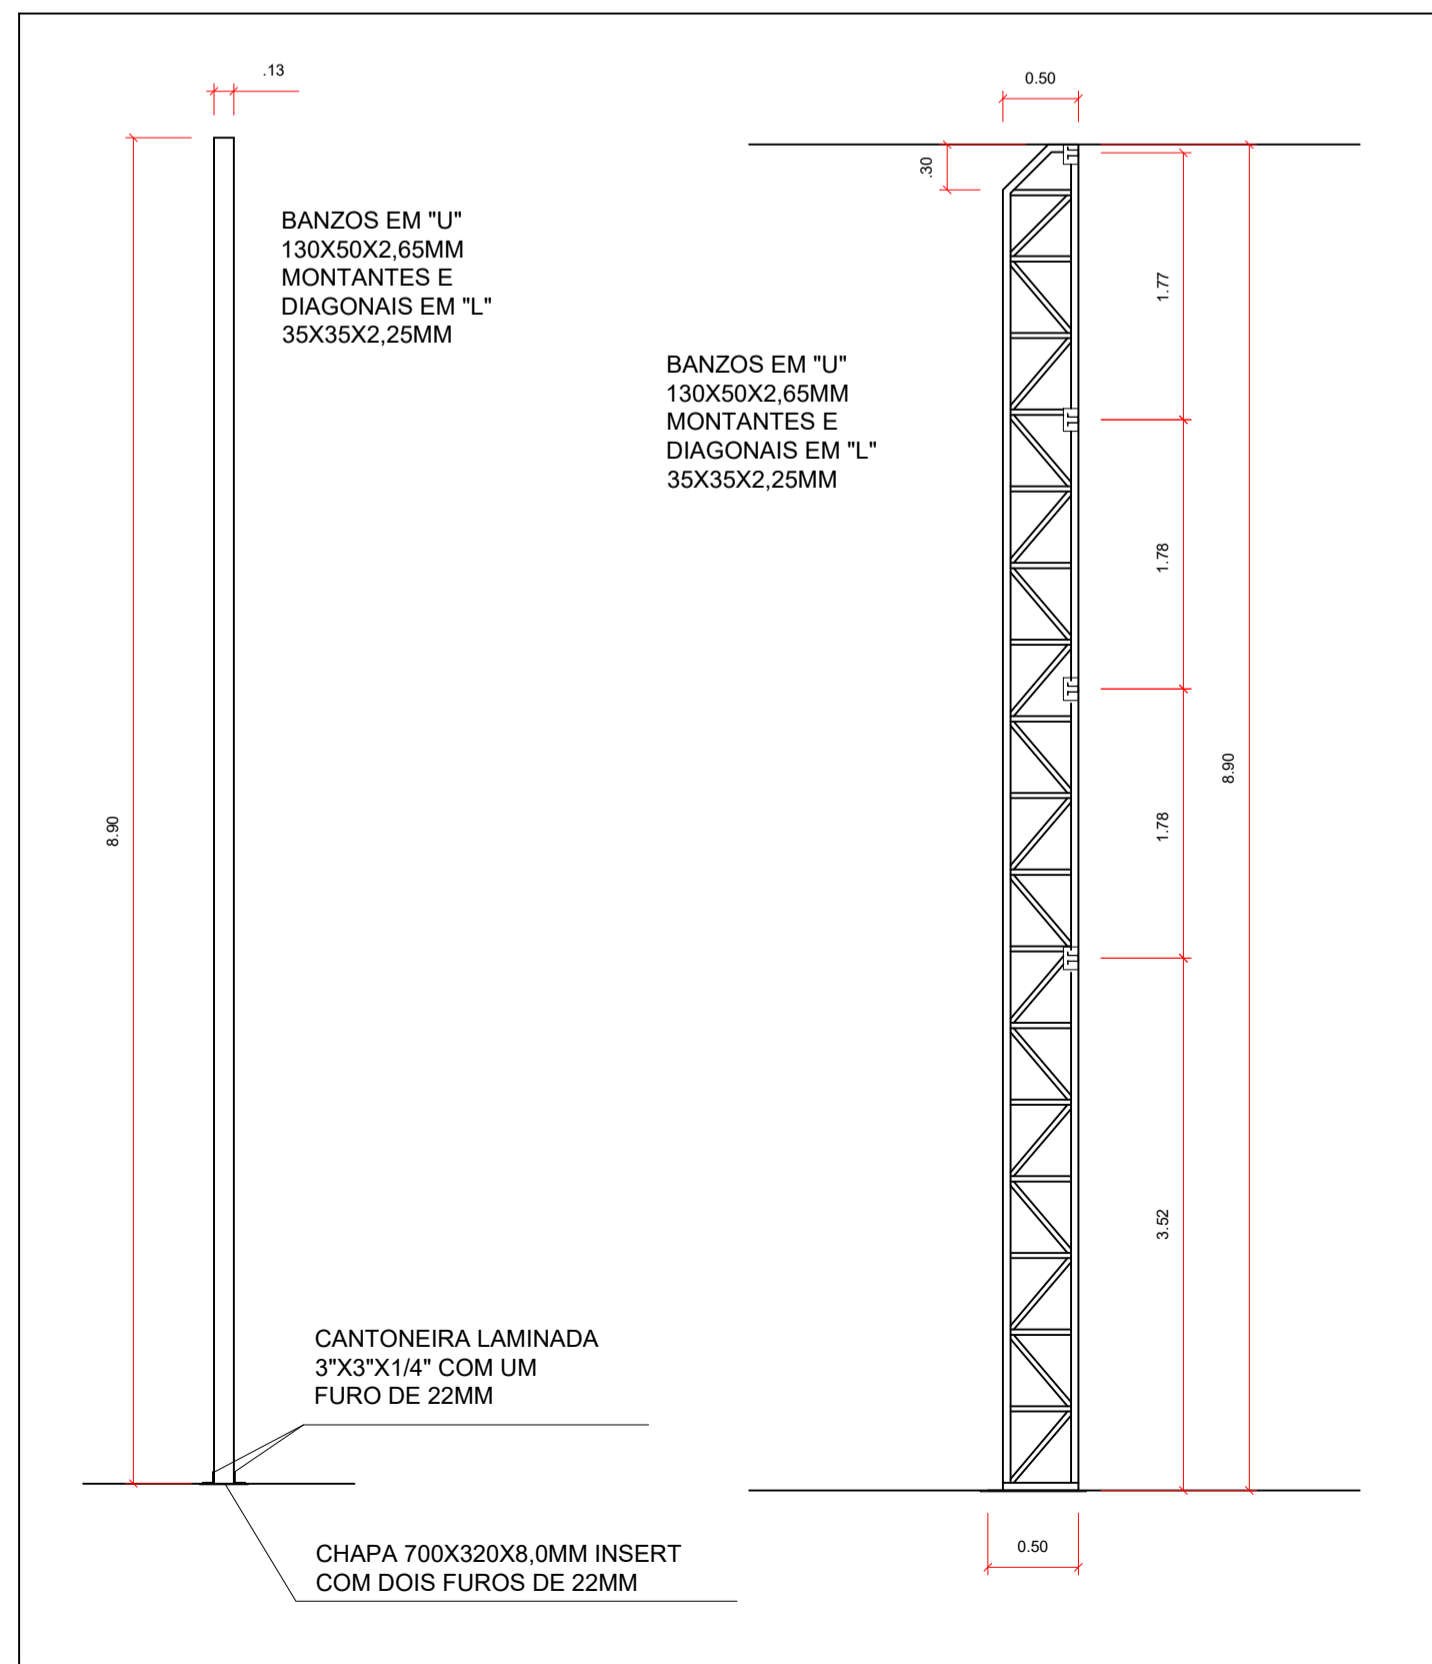 .13
0.50
.30
BANZOS EM "U"
130X50X2,65MM
MONTANTES E
DIAGONAIS EM "L"
35X35X2,25MM
1.77
BANZOS EM "U"
130X50X2,65MM
MONTANTES E
DIAGONAIS EM "L"
35X35X2,25MM
1.78
8.90
8.90
1.78
3.52
CANTONEIRA LAMINADA
3"X3"X1/4" COM UM
FURO DE 22MM
0.50
CHAPA 700X320X8,0MM INSERT
COM DOIS FUROS DE 22MM